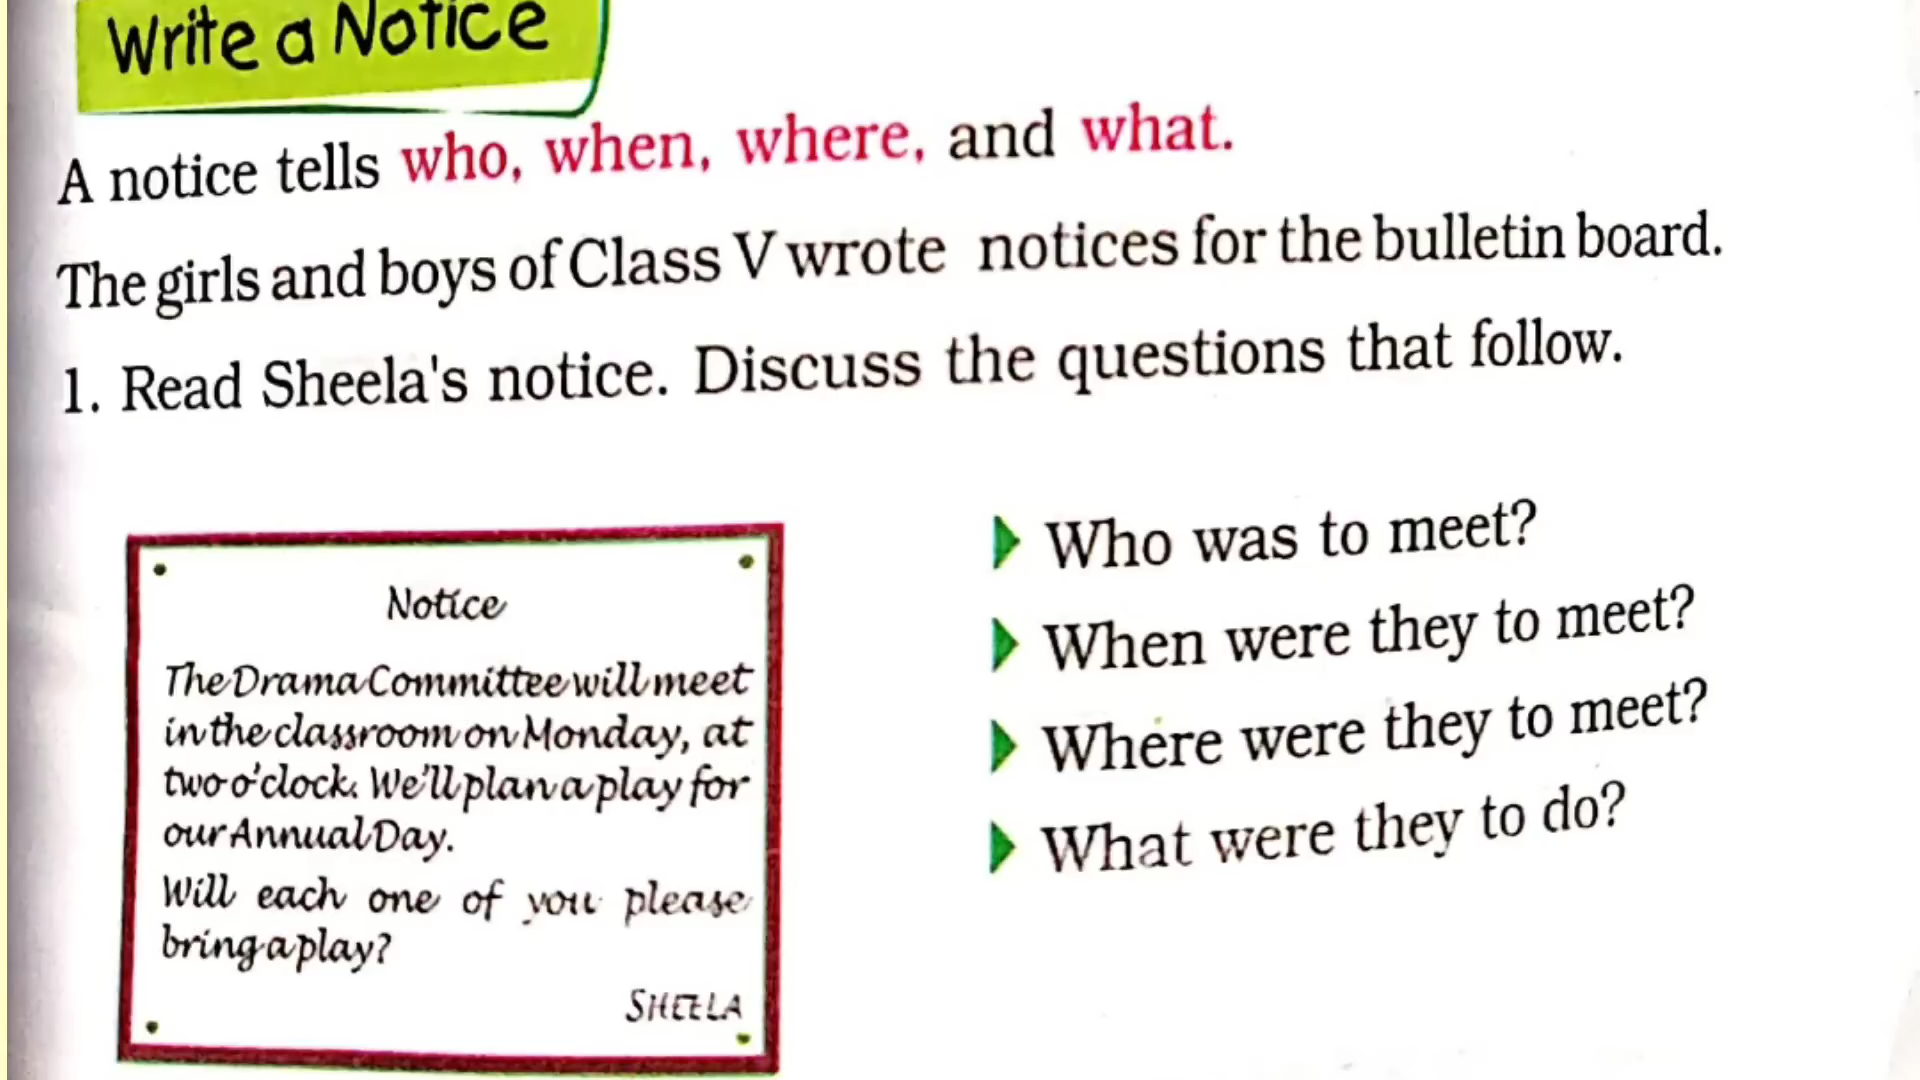 Write a Notice
A notice tells who, when, where, and what.
The girls and boys of Class V wrote notices for the bulletin board.
1. Read Sheela's notice. Discuss the questions that follow.
Notice
The Drama Committee will meet
in the classroom on Monday, at
two o'clock. We'll plan a play for
our Annual Day.
Will each one of you please
bring a play?
SHEELA
Who was to meet?
When were they to meet?
Where were they to meet?
What were they to do?